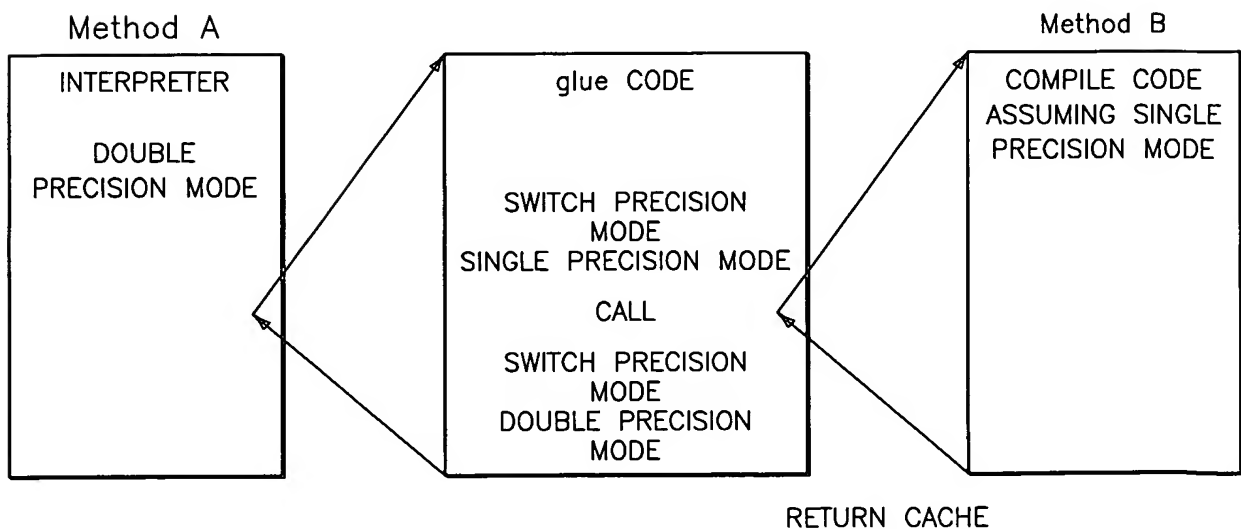 Method A
INTERPRETER
DOUBLE
PRECISION MODE
glue CODE
SWITCH PRECISION
MODE
SINGLE PRECISION MODE
CALL
SWITCH PRECISION
MODE
DOUBLE PRECISION
MODE
Method B
COMPILE CODE
ASSUMING SINGLE
PRECISION MODE
RETURN CACHE